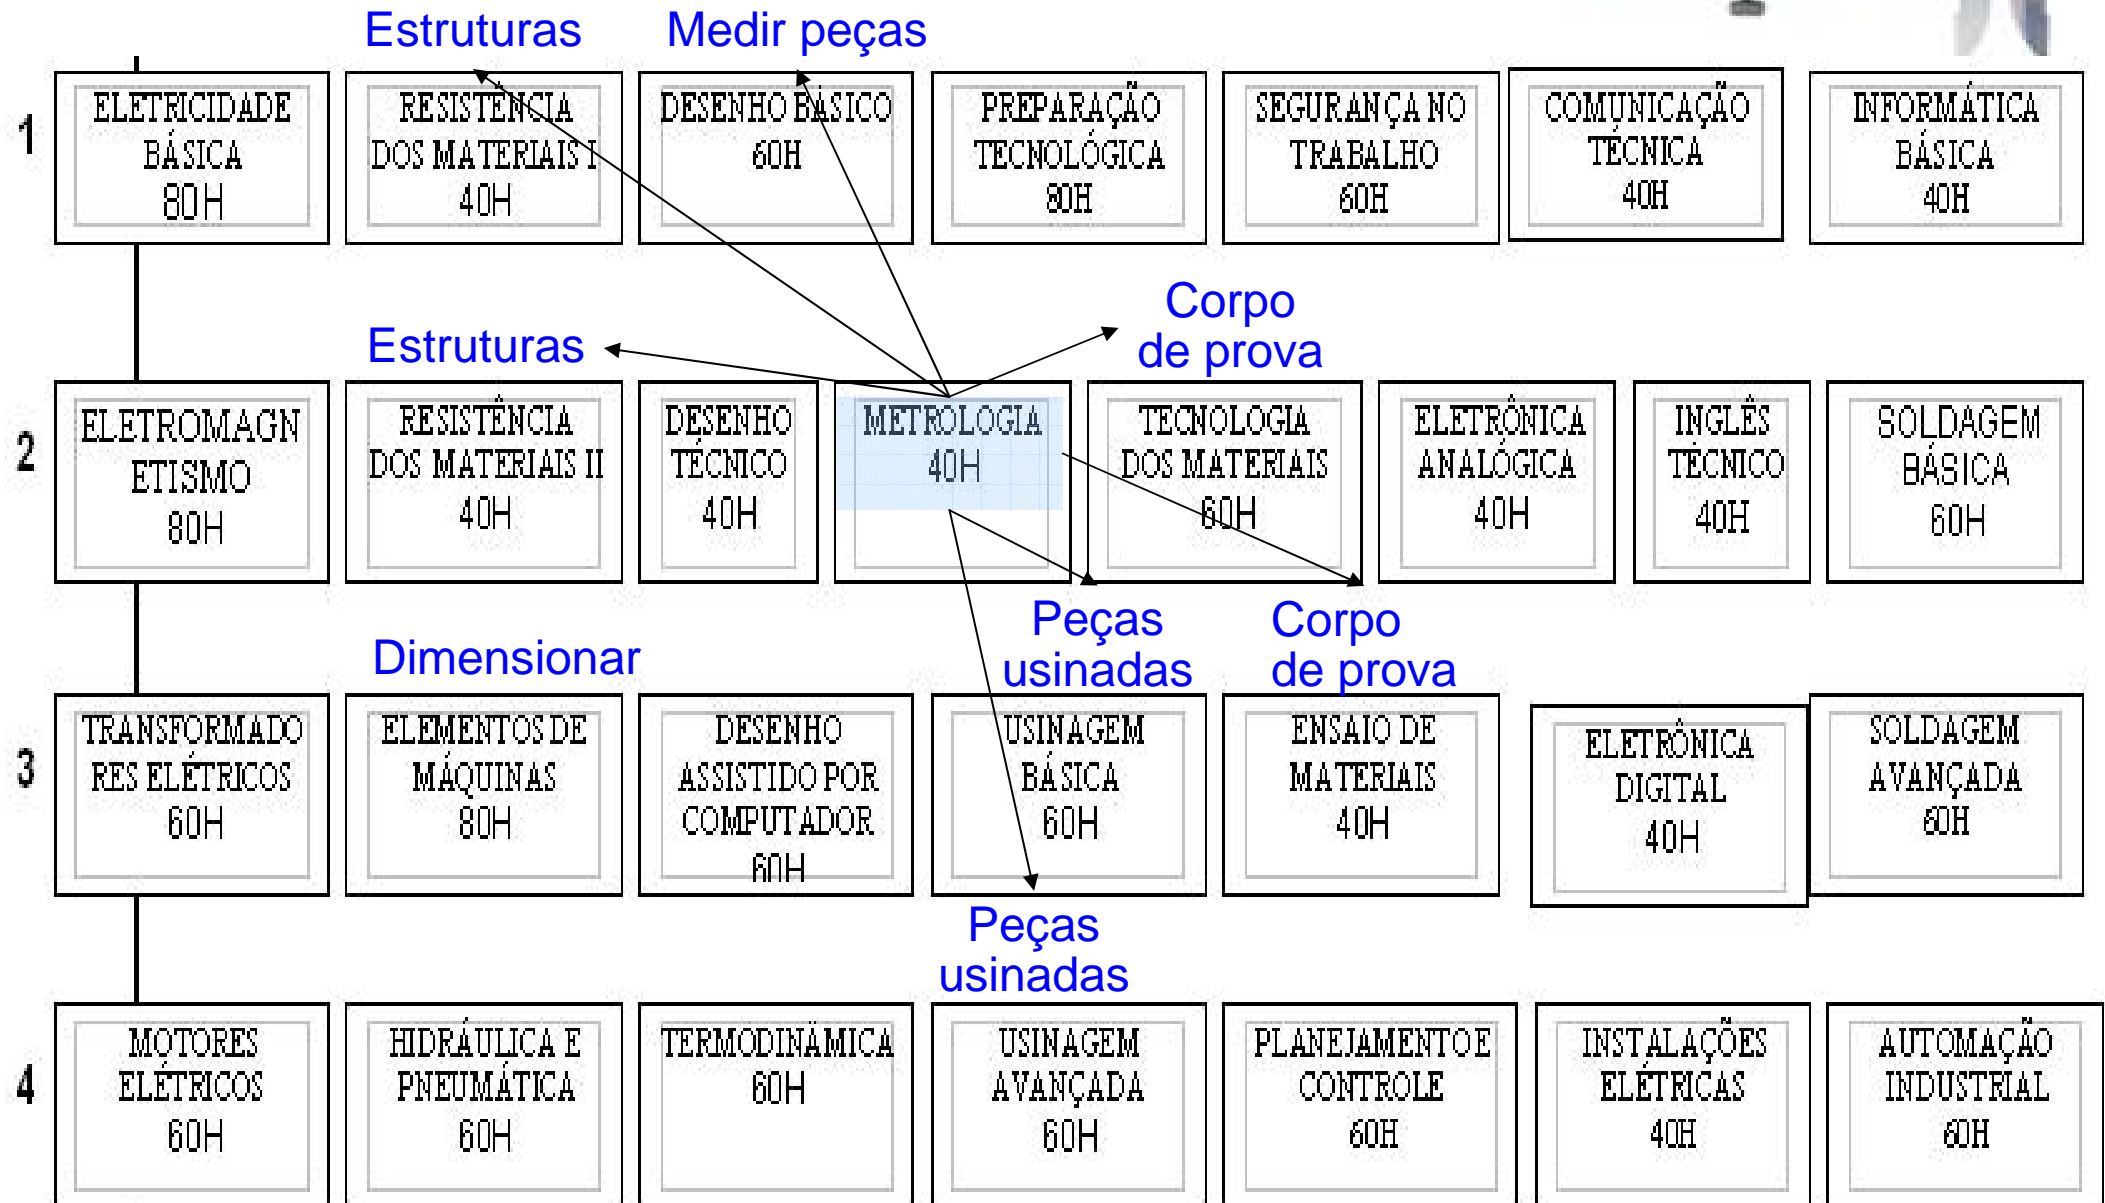 Estruturas
Medir peças
1
ELETRICIDADE
BÁSICA
80H
RESISTÊNCIA
DOS MATERIAIS I
40H
DESENHO BÁSICO
60H
PREPARAÇÃO
TECNOLÓGICA
80H
SEGURANÇA NO
TRABALHO
60H
COMUNICAÇÃO
TÉCNICA
40H
INFORMÁTICA
BÁSICA
40H
Estruturas
Corpo
de prova
2
ELETROMAGN
ETISMO
80H
RESISTÊNCIA
DOS MATERIAIS II
40H
DESENHO
TÉCNICO
40H
METROLOGIA
40H
TECNOLOGIA
DOS MATERIAIS
60H
ELETRÔNICA
ANALÓGICA
40H
INGLÊS
TÉCNICO
40H
SOLDAGEM
BÁSICA
60H
Dimensionar
Peças
usinadas
Corpo
de prova
3
TRANSFORMADO
RES ELÉTRICOS
60H
ELEMENTOS DE
MÁQUINAS
80H
DESENHO
ASSISTIDO POR
COMPUTADOR
60H
USINAGEM
BÁSICA
60H
ENSAIO DE
MATERIAIS
40H
ELETRÔNICA
DIGITAL
40H
SOLDAGEM
AVANÇADA
60H
Peças
usinadas
4
MOTORES
ELÉTRICOS
60H
HIDRÁULICA E
PNEUMÁTICA
60H
TERMODINÂMICA
60H
USINAGEM
AVANÇADA
60H
PLANEJAMENTO E
CONTROLE
60H
INSTALAÇÕES
ELÉTRICAS
40H
AUTOMAÇÃO
INDUSTRIAL
60H